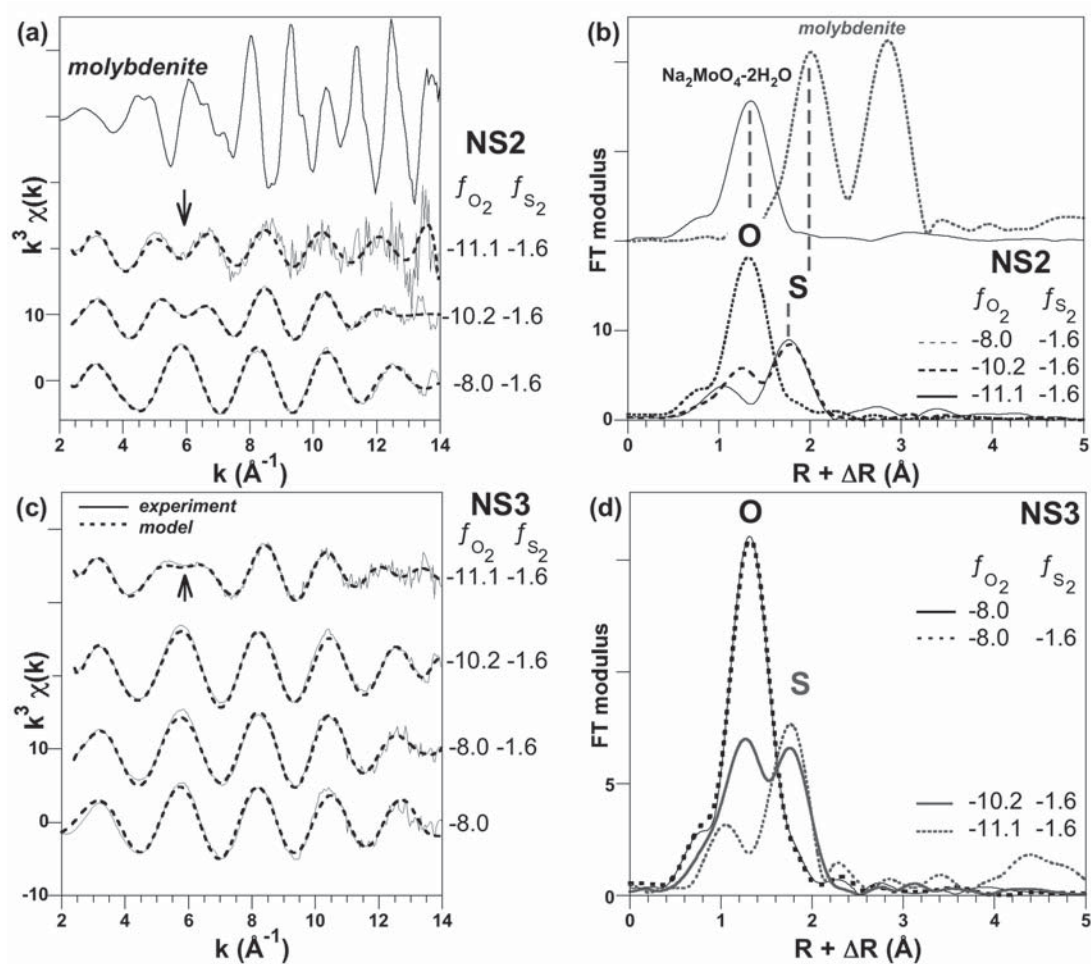 (a)
molybdenite
NS2
fO2 fS2
-11.1 -1.6
-10.2 -1.6
-8.0 -1.6
k3 χ(k)
10
0
2 4 6 8 10 12 14
k (Å-1)
(b)
molybdenite
Na2MoO4-2H2O
O
S
NS2
fO2 fS2
-8.0 -1.6
-10.2 -1.6
-11.1 -1.6
FT modulus
10
0
0 1 2 3 4 5
R + ΔR (Å)
(c)
experiment
model
NS3
fO2 fS2
-11.1 -1.6
-10.2 -1.6
-8.0 -1.6
-8.0
k3 χ(k)
10
0
-10
2 4 6 8 10 12 14
k (Å-1)
(d)
O
S
NS3
fO2 fS2
-8.0
-8.0 -1.6
-10.2 -1.6
-11.1 -1.6
FT modulus
5
0
0 1 2 3 4 5
R + ΔR (Å)